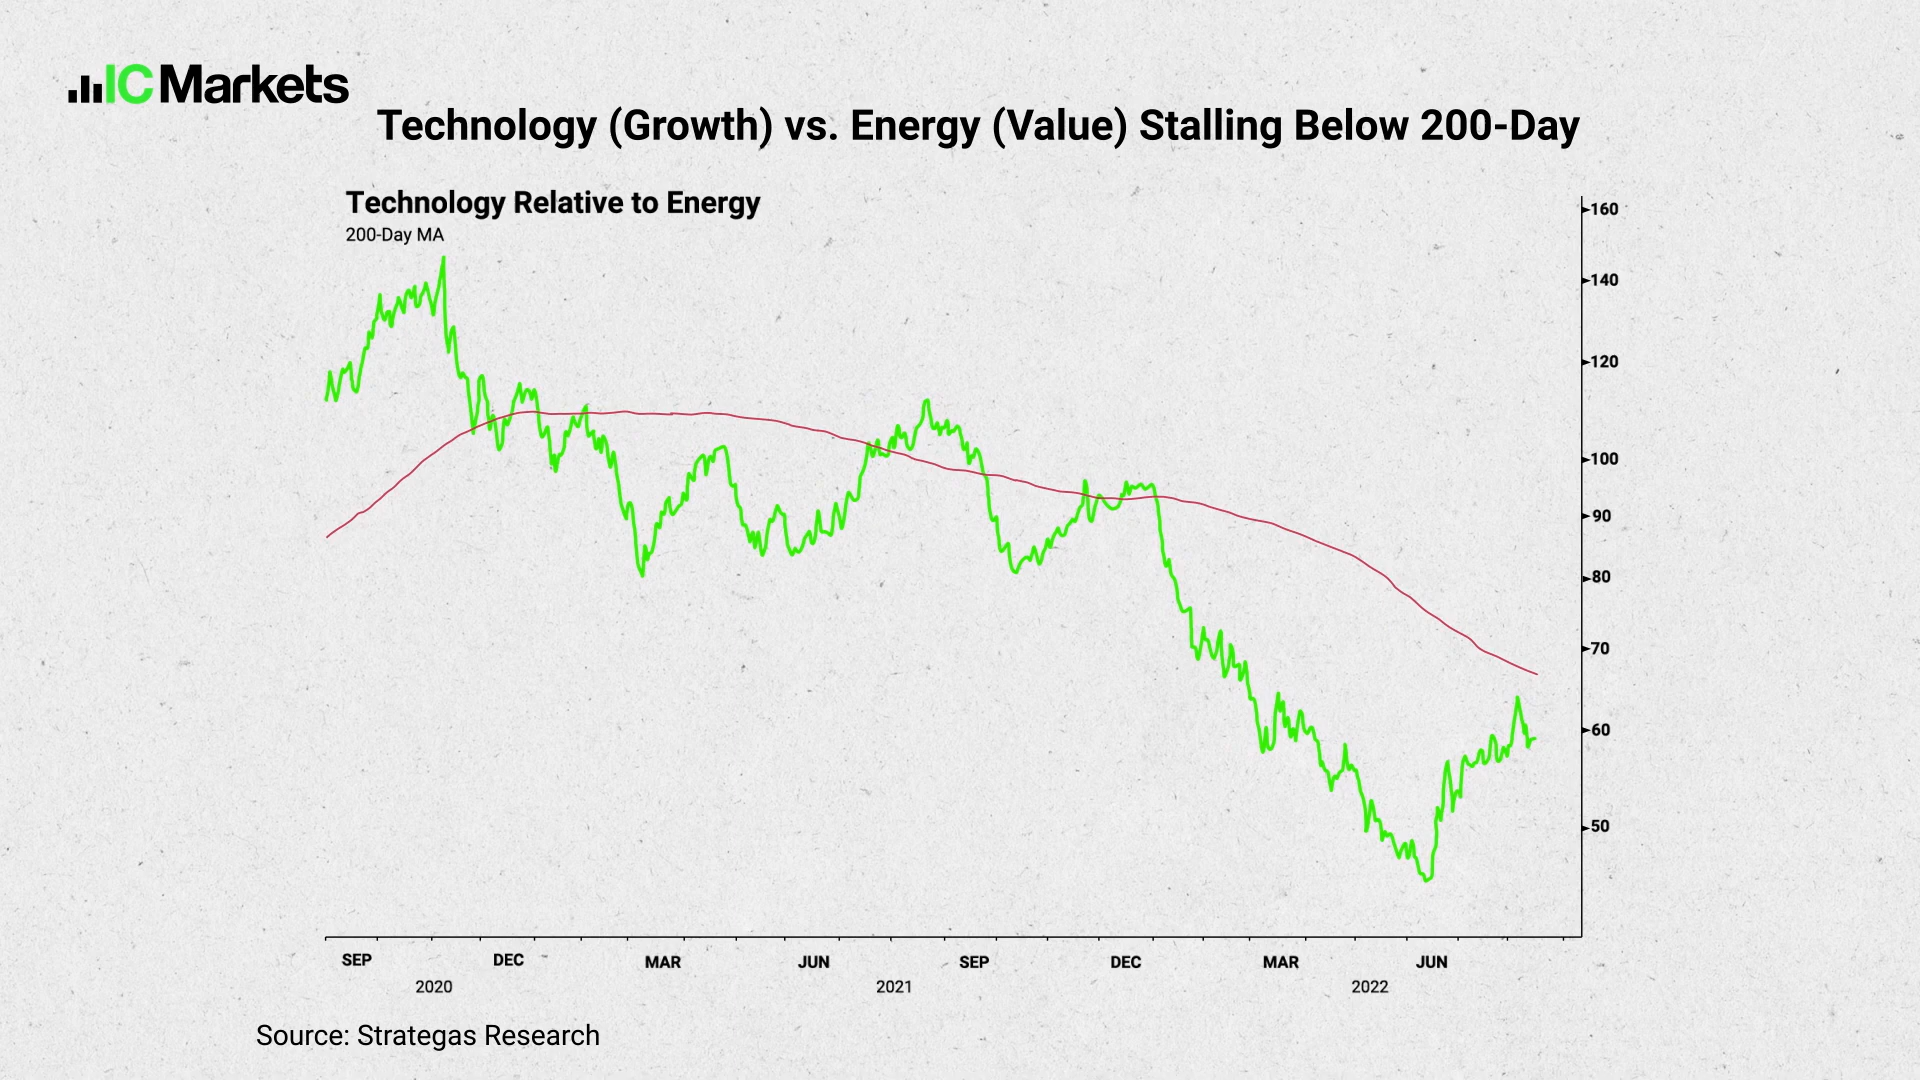 IC Markets
Technology (Growth) vs. Energy (Value) Stalling Below 200-Day
Technology Relative to Energy
200-Day MA
160
140
120
100
90
80
70
60
50
SEP DEC MAR JUN SEP DEC MAR JUN
2020 2021 2022
Source: Strategas Research